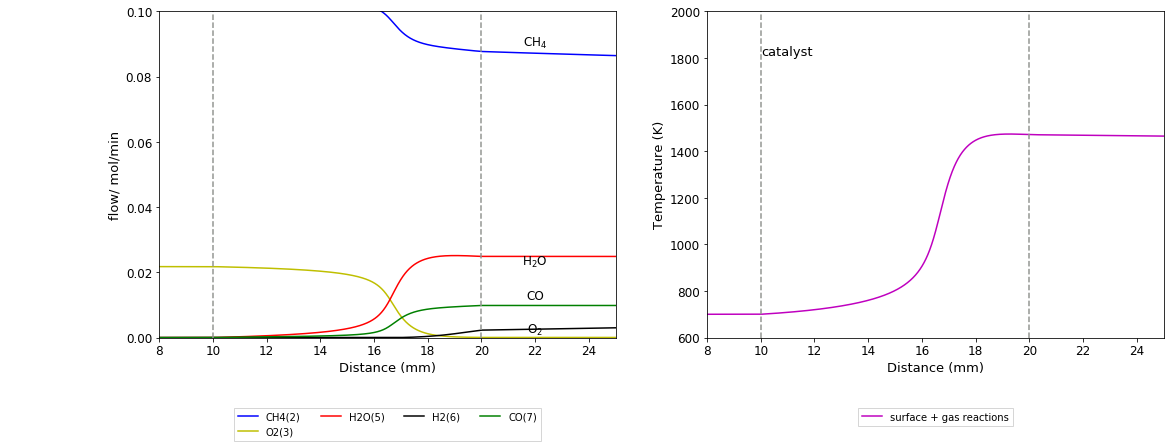 0.10
0.08
0.06
0.04
0.02
0.00
flow/ mol/min
CH₄
H₂O
CO
O₂
8 10 12 14 16 18 20 22 24
Distance (mm)
CH4(2) H2O(5) H2(6) CO(7)
O2(3)
2000
1800
1600
1400
1200
1000
800
600
Temperature (K)
catalyst
8 10 12 14 16 18 20 22 24
Distance (mm)
surface + gas reactions